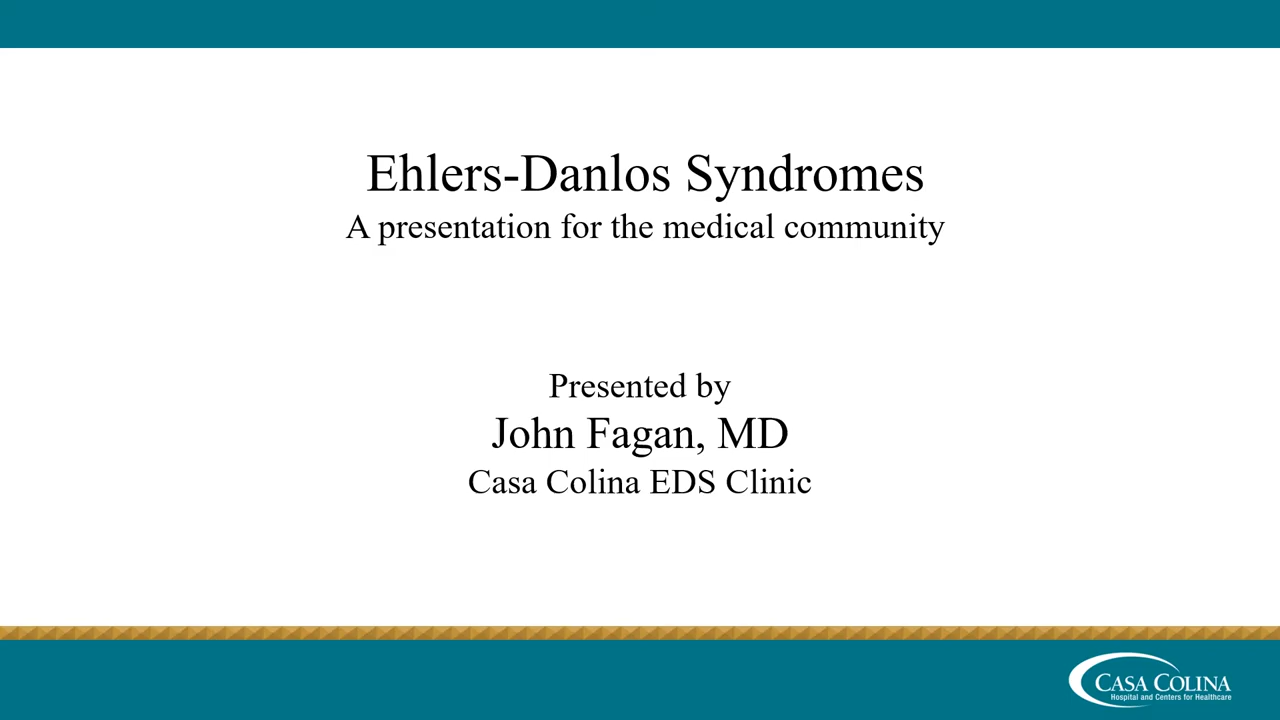 Ehlers-Danlos Syndromes
A presentation for the medical community
Presented by
John Fagan, MD
Casa Colina EDS Clinic
CASA COLINA
Hospital and Centers for Healthcare